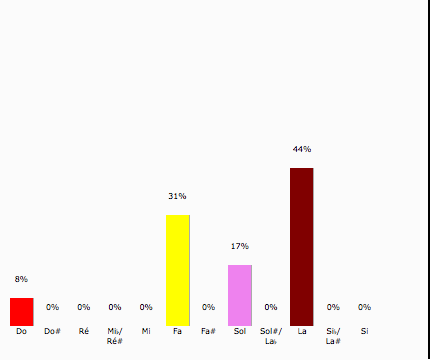 44%
31%
17%
8%
0% 0% 0% 0% 0% 0% 0% 0%
Do Do# Ré Mi♭/ Mi Fa Fa# Sol Sol#/ La Si♭/ Si
Ré# La♭ La#